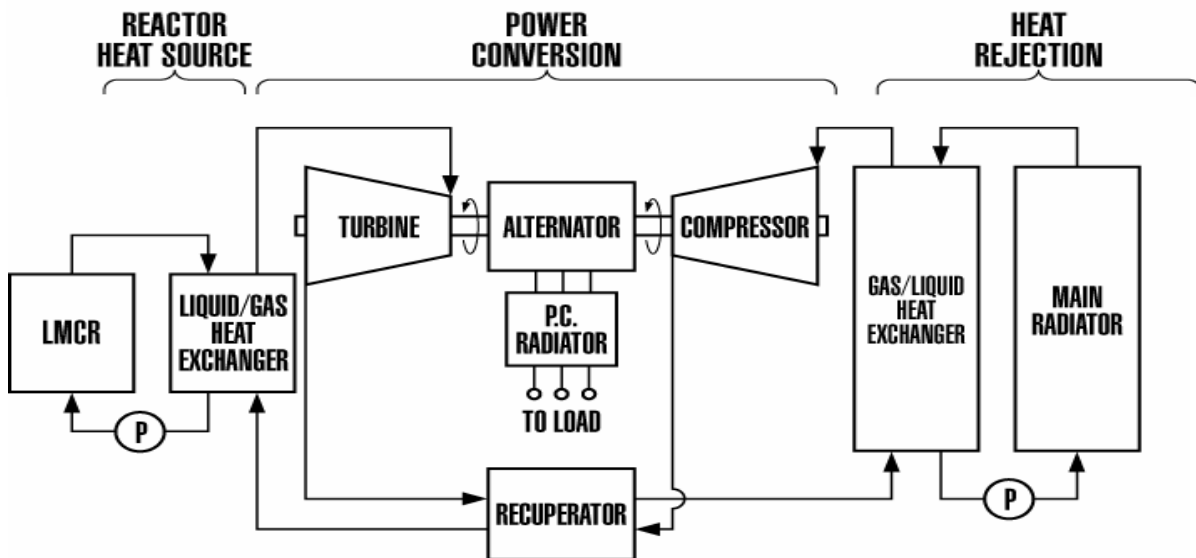 REACTOR
HEAT SOURCE
POWER
CONVERSION
HEAT
REJECTION
TURBINE
ALTERNATOR
COMPRESSOR
LMCR
LIQUID/GAS
HEAT
EXCHANGER
P.C.
RADIATOR
GAS/LIQUID
HEAT
EXCHANGER
MAIN
RADIATOR
TO LOAD
P
P
RECUPERATOR